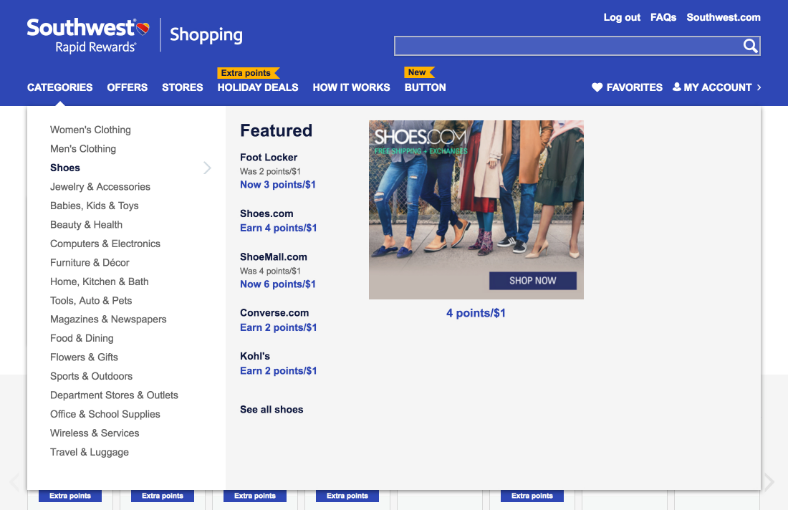 Log out FAQs Southwest.com
Southwest®
Rapid Rewards®
Shopping
Extra points
New
CATEGORIES OFFERS STORES HOLIDAY DEALS HOW IT WORKS BUTTON FAVORITES MY ACCOUNT
Women's Clothing
Men's Clothing
Shoes
Jewelry & Accessories
Babies, Kids & Toys
Beauty & Health
Computers & Electronics
Furniture & Décor
Home, Kitchen & Bath
Tools, Auto & Pets
Magazines & Newspapers
Food & Dining
Flowers & Gifts
Sports & Outdoors
Department Stores & Outlets
Office & School Supplies
Wireless & Services
Travel & Luggage
Featured
Foot Locker
Was 2 points/$1
Now 3 points/$1
Shoes.com
Earn 4 points/$1
ShoeMall.com
Was 4 points/$1
Now 6 points/$1
Converse.com
Earn 2 points/$1
Kohl's
Earn 2 points/$1
See all shoes
SHOES.COM
FREE SHIPPING + EXCHANGES
SHOP NOW
4 points/$1
Extra points Extra points Extra points Extra points Extra points